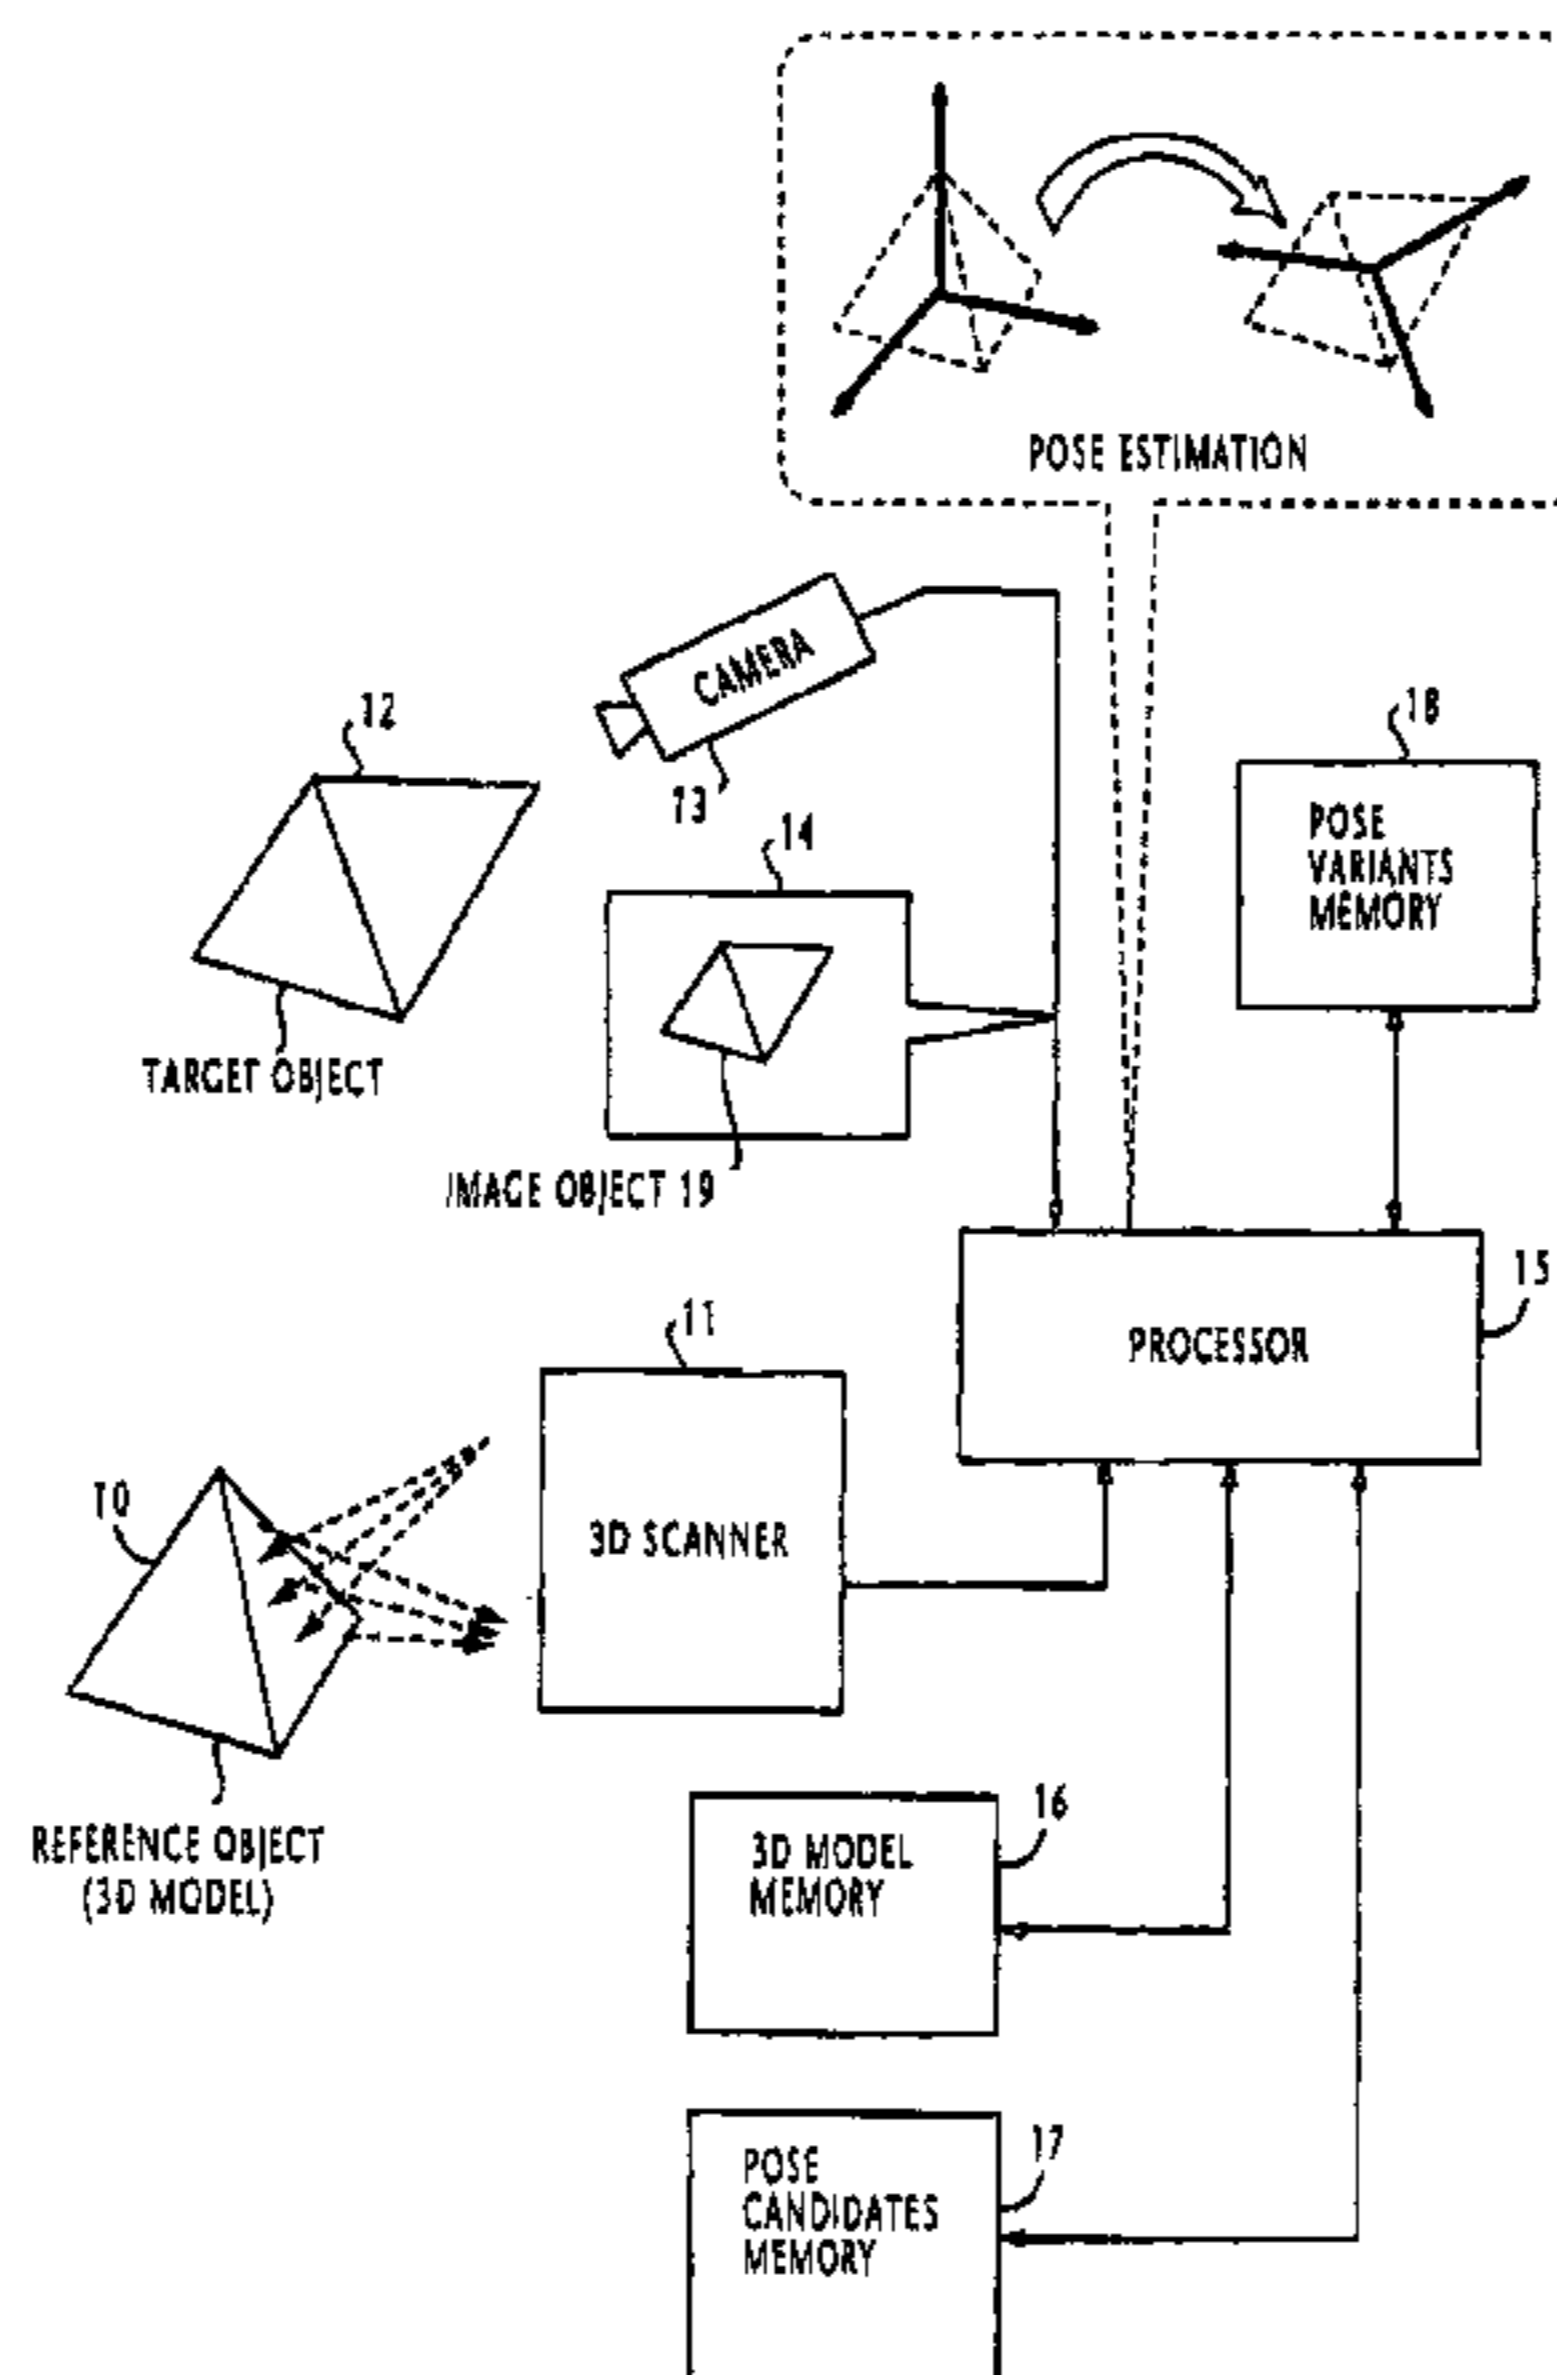 POSE ESTIMATION
CAMERA
13
12
TARGET OBJECT
14
IMAGE OBJECT 19
18
POSE
VARIANTS
MEMORY
PROCESSOR
15
11
3D SCANNER
10
REFERENCE OBJECT
(3D MODEL)
16
3D MODEL
MEMORY
17
POSE
CANDIDATES
MEMORY